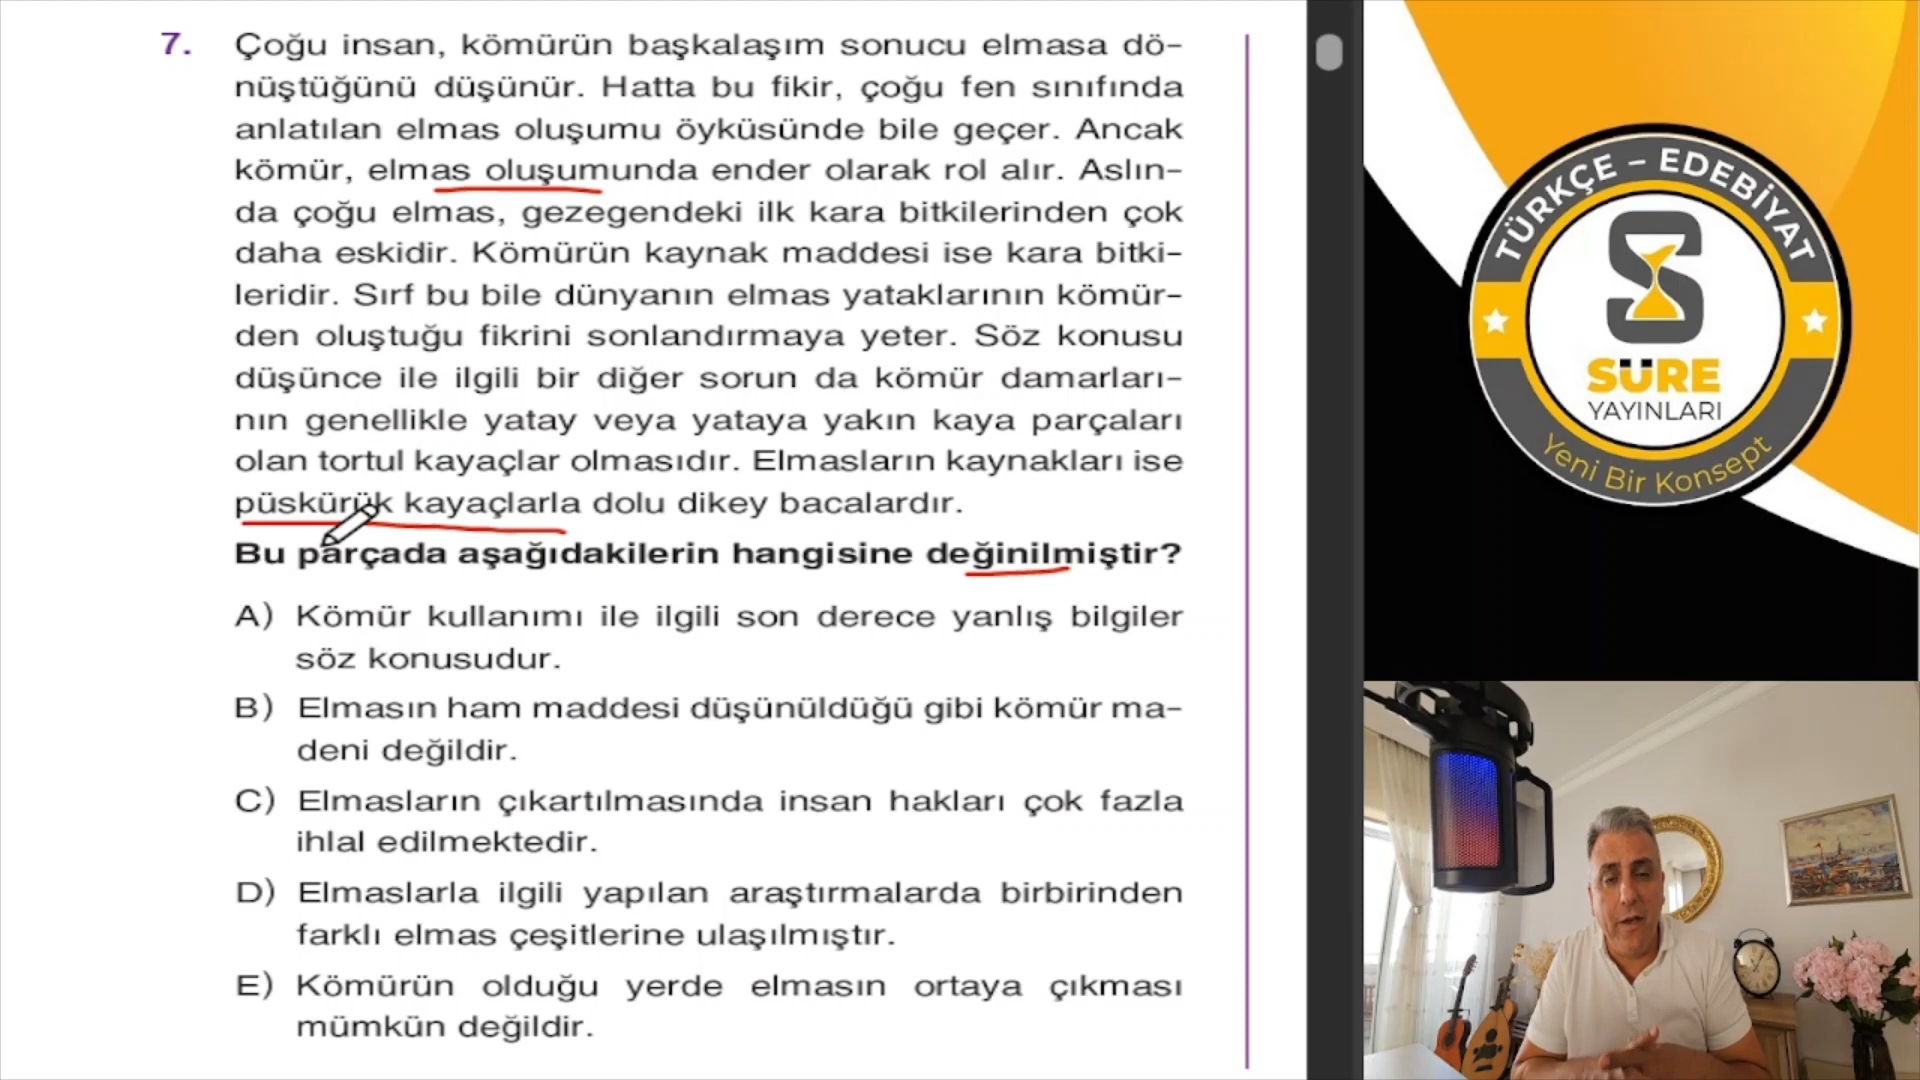 7. Çoğu insan, kömürün başkalaşım sonucu elmasa dö-
nüştüğünü düşünür. Hatta bu fikir, çoğu fen sınıfında
anlatılan elmas oluşumu öyküsünde bile geçer. Ancak
kömür, elmas oluşumunda ender olarak rol alır. Aslın-
da çoğu elmas, gezegendeki ilk kara bitkilerinden çok
daha eskidir. Kömürün kaynak maddesi ise kara bitki-
leridir. Sırf bu bile dünyanın elmas yataklarının kömür-
den oluştuğu fikrini sonlandırmaya yeter. Söz konusu
düşünce ile ilgili bir diğer sorun da kömür damarları-
nın genellikle yatay veya yataya yakın kaya parçaları
olan tortul kayaçlar olmasıdır. Elmasların kaynakları ise
püskürük kayaçlarla dolu dikey bacalardır.
Bu parçada aşağıdakilerin hangisine değinilmiştir?
A) Kömür kullanımı ile ilgili son derece yanlış bilgiler
söz konusudur.
B) Elmasın ham maddesi düşünüldüğü gibi kömür ma-
deni değildir.
C) Elmasların çıkartılmasında insan hakları çok fazla
ihlal edilmektedir.
D) Elmaslarla ilgili yapılan araştırmalarda birbirinden
farklı elmas çeşitlerine ulaşılmıştır.
E) Kömürün olduğu yerde elmasın ortaya çıkması
mümkün değildir.
TÜRKÇE – EDEBİYAT
S
SÜRE
YAYINLARI
Yeni Bir Konsept